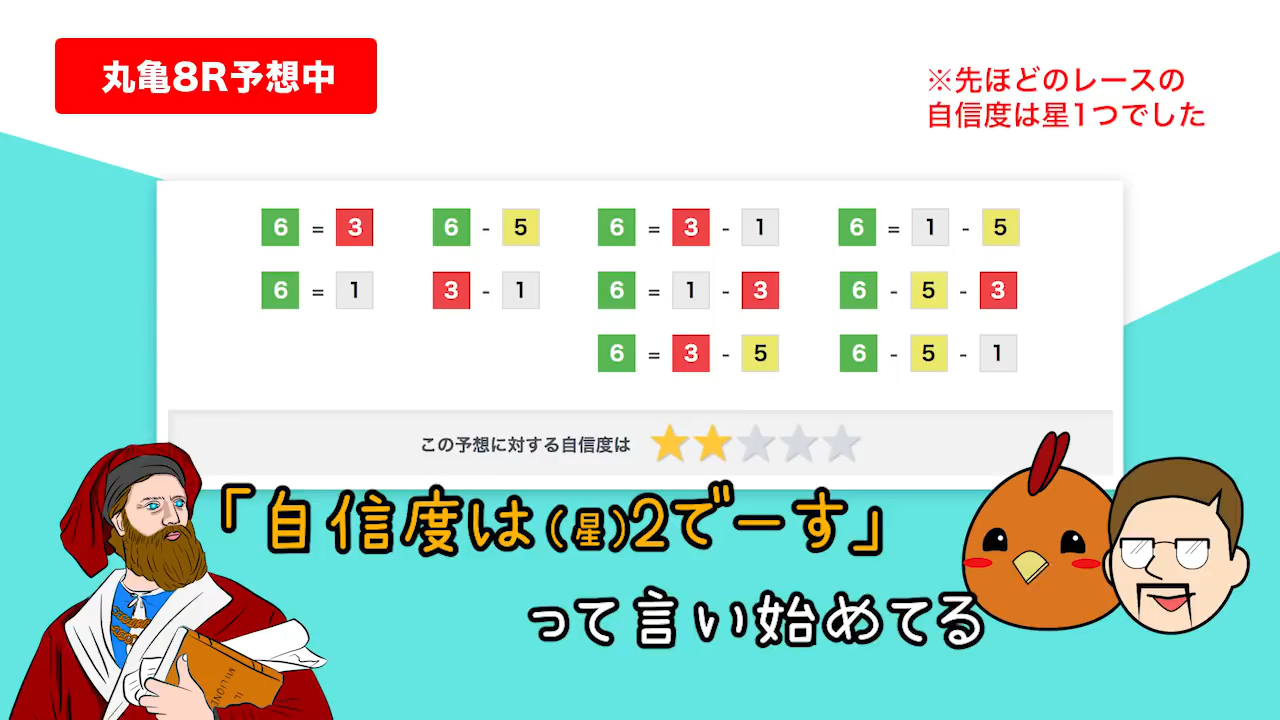 丸亀8R予想中
※先ほどのレースの
自信度は星1つでした
6 = 3 6 - 5 6 = 3 - 1 6 = 1 - 5
6 = 1 3 - 1 6 = 1 - 3 6 - 5 - 3
6 = 3 - 5 6 - 5 - 1
この予想に対する自信度は
「自信度は(星)2でーす」
って言い始めてる
IL
MILIONE